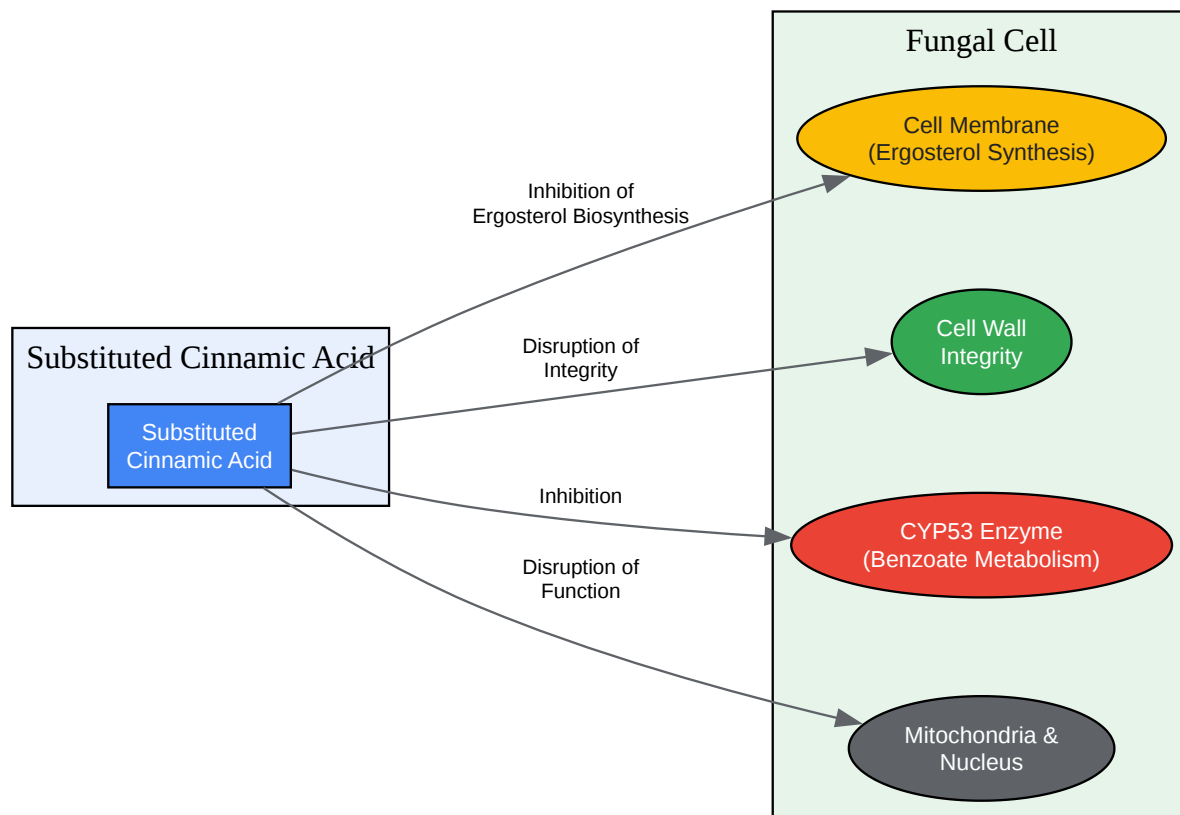 Fungal Cell
Cell Membrane
(Ergosterol Synthesis)
Inhibition of
Ergosterol Biosynthesis
Substituted Cinnamic Acid
Substituted
Cinnamic Acid
Disruption of
Integrity
Cell Wall
Integrity
Inhibition
CYP53 Enzyme
(Benzoate Metabolism)
Disruption of
Function
Mitochondria &
Nucleus